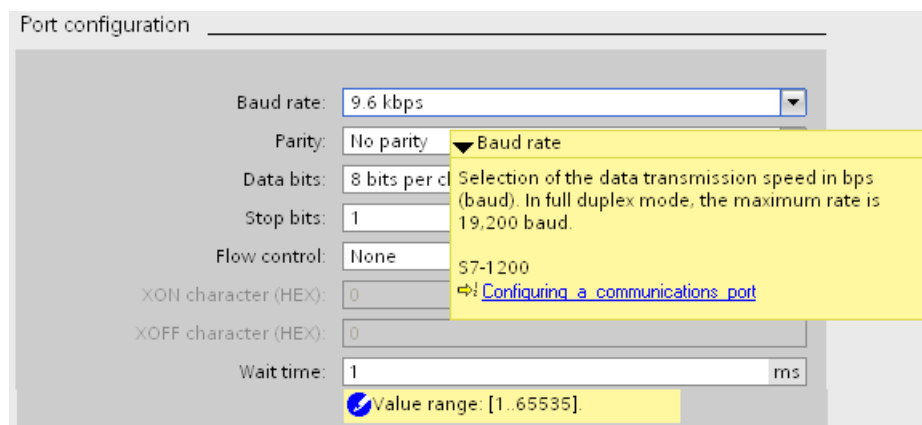 Port configuration
Baud rate: 9.6 kbps
Parity: No parity
Baud rate
Data bits: 8 bits per
Selection of the data transmission speed in bps
(baud). In full duplex mode, the maximum rate is
19,200 baud.
Stop bits: 1
Flow control: None
S7-1200
Configuring a communications port
XON character (HEX): 0
XOFF character (HEX): 0
Wait time: 1 ms
Value range: [1..65535].